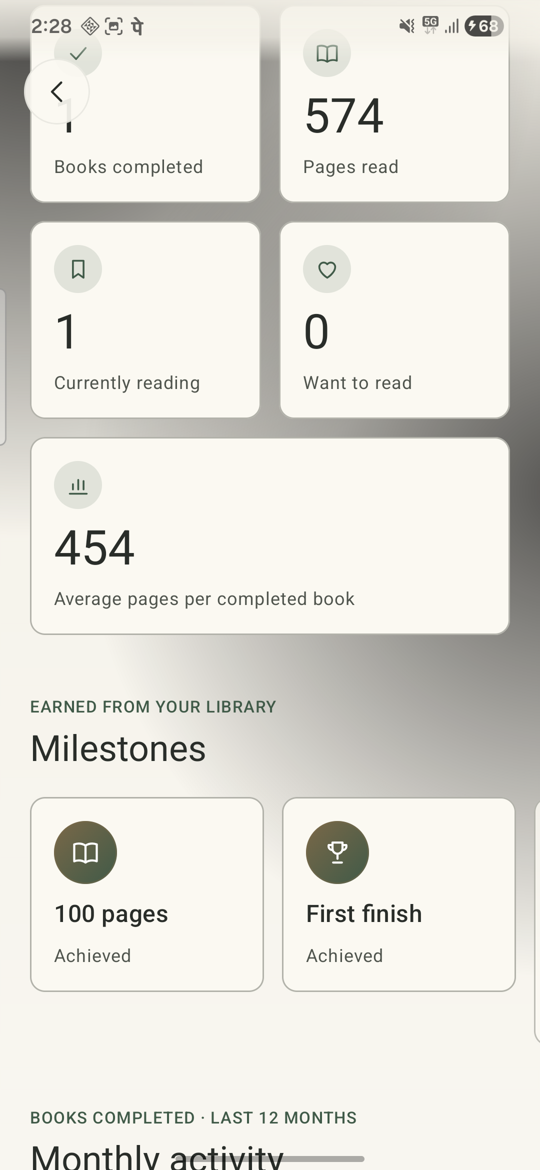 2:28 पे 5G 68
1 574
Books completed Pages read
1 0
Currently reading Want to read
454
Average pages per completed book
EARNED FROM YOUR LIBRARY
Milestones
100 pages First finish
Achieved Achieved
BOOKS COMPLETED · LAST 12 MONTHS
Monthly activity